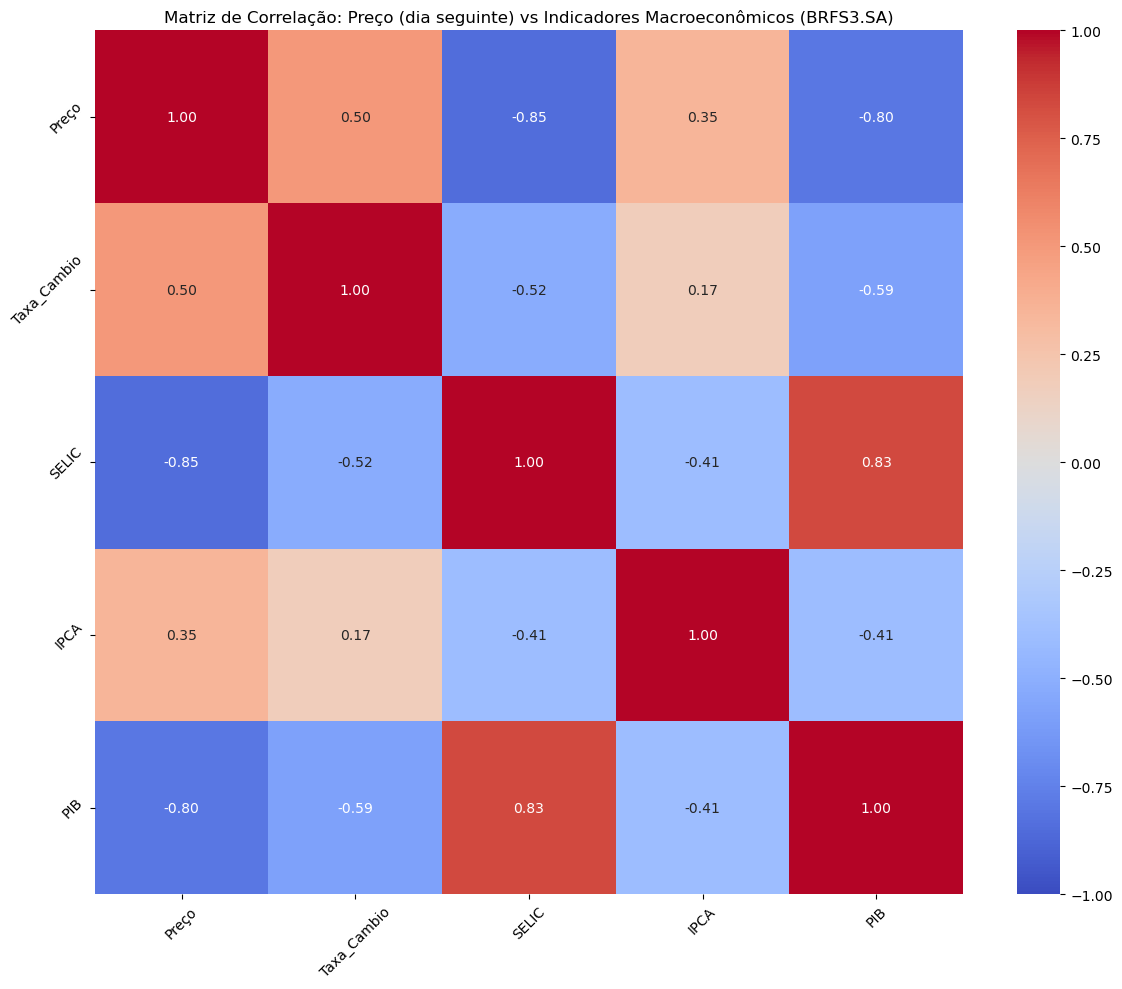 Matriz de Correlação: Preço (dia seguinte) vs Indicadores Macroeconômicos (BRFS3.SA)
Preço 1.00 0.50 -0.85 0.35 -0.80
Taxa_Cambio 0.50 1.00 -0.52 0.17 -0.59
SELIC -0.85 -0.52 1.00 -0.41 0.83
IPCA 0.35 0.17 -0.41 1.00 -0.41
PIB -0.80 -0.59 0.83 -0.41 1.00
Preço Taxa_Cambio SELIC IPCA PIB
1.00
0.75
0.50
0.25
0.00
−0.25
−0.50
−0.75
−1.00